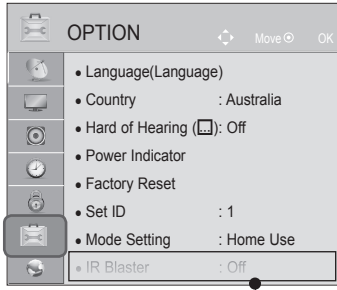 OPTION Move OK
• Language(Language)
• Country : Australia
• Hard of Hearing ( ): Off
• Power Indicator
• Factory Reset
• Set ID : 1
• Mode Setting : Home Use
• IR Blaster : Off